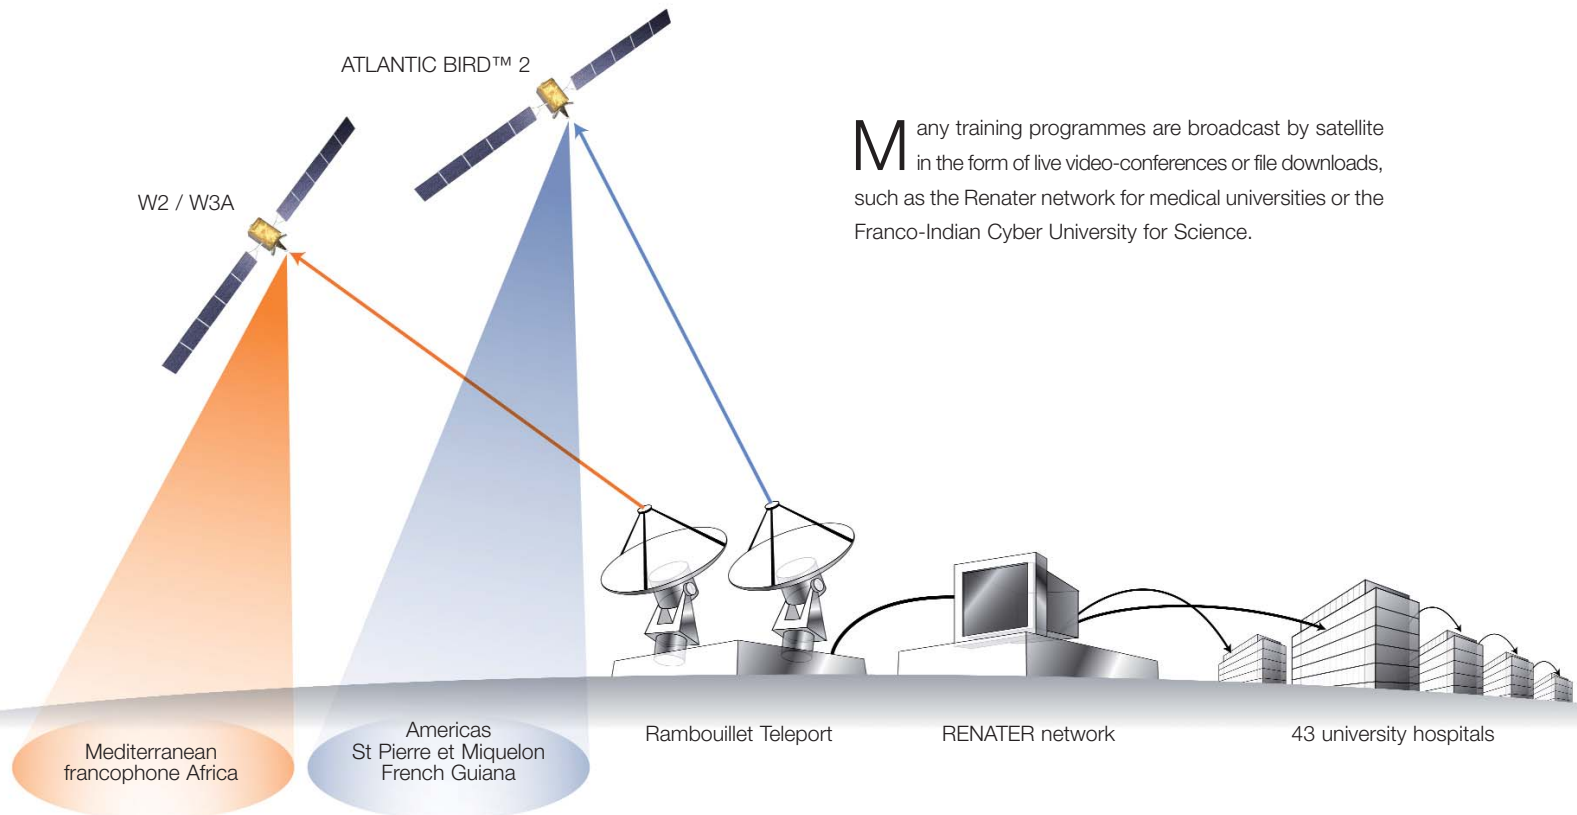 ATLANTIC BIRD™ 2
W2 / W3A
Many training programmes are broadcast by satellite
in the form of live video-conferences or file downloads,
such as the Renater network for medical universities or the
Franco-Indian Cyber University for Science.
Mediterranean
francophone Africa
Americas
St Pierre et Miquelon
French Guiana
Rambouillet Teleport
RENATER network
43 university hospitals